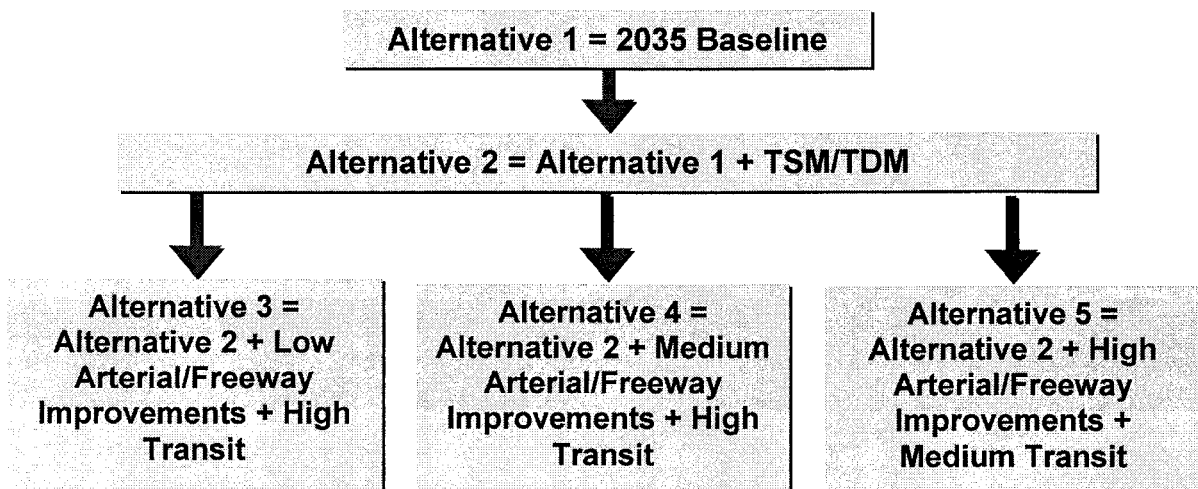 Alternative 1 = 2035 Baseline
Alternative 2 = Alternative 1 + TSM/TDM
Alternative 3 =
Alternative 2 + Low
Arterial/Freeway
Improvements + High
Transit
Alternative 4 =
Alternative 2 + Medium
Arterial/Freeway
Improvements + High
Transit
Alternative 5 =
Alternative 2 + High
Arterial/Freeway
Improvements +
Medium Transit